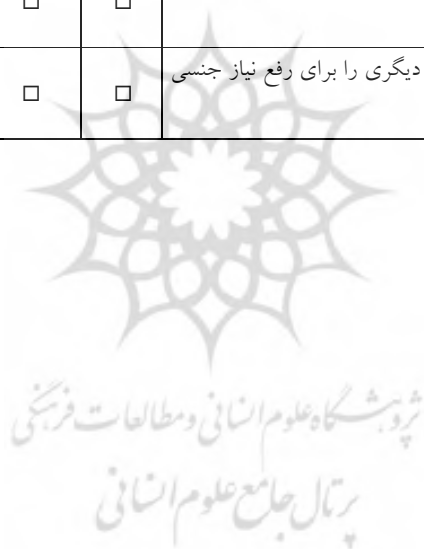 □ □
دیگری را برای رفع نیاز جنسی □ □
پژوهشگاه علوم انسانی و مطالعات فرهنگی
پرتال جامع علوم انسانی